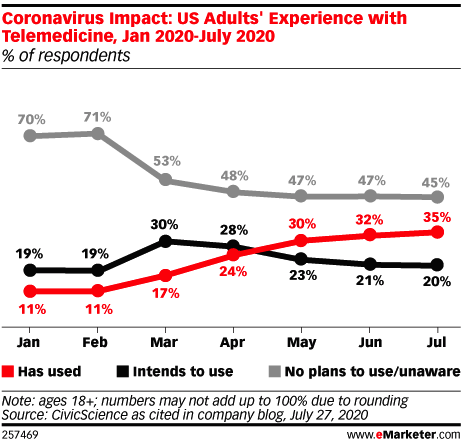 Coronavirus Impact: US Adults' Experience with
Telemedicine, Jan 2020-July 2020
% of respondents
70%
71%
53%
48%
47%
47%
45%
19%
19%
30%
28%
23%
21%
20%
11%
11%
17%
24%
30%
32%
35%
Jan Feb Mar Apr May Jun Jul
Has used Intends to use No plans to use/unaware
Note: ages 18+; numbers may not add up to 100% due to rounding
Source: CivicScience as cited in company blog, July 27, 2020
257469 www.eMarketer.com